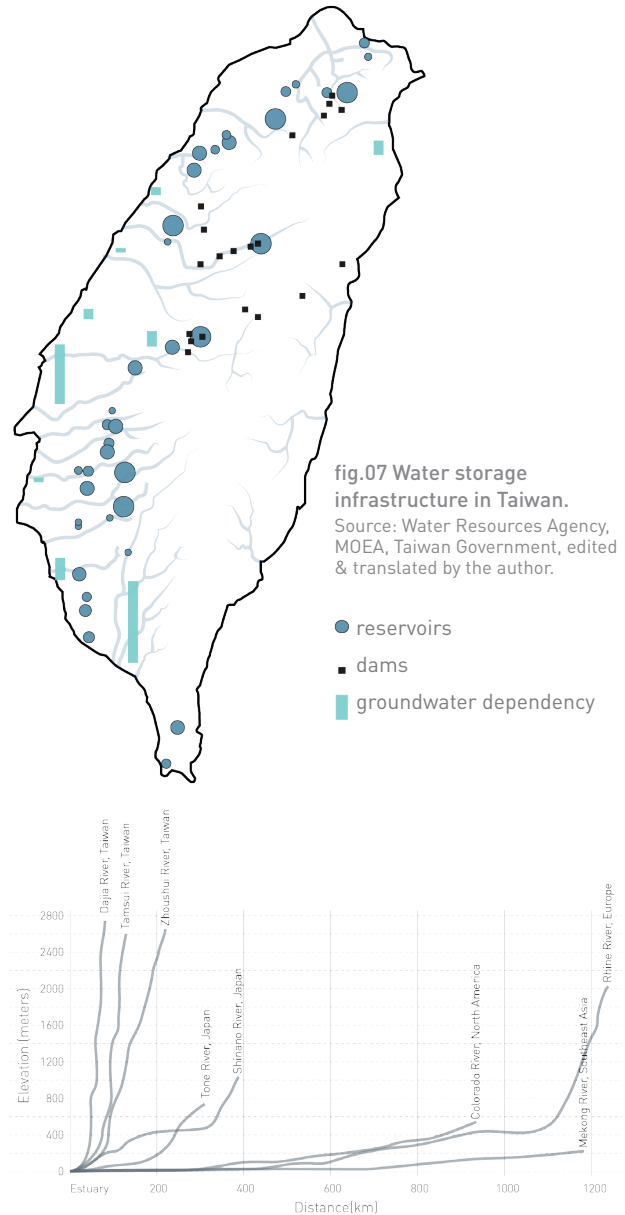 fig.07 Water storage
infrastructure in Taiwan.
Source: Water Resources Agency,
MOEA, Taiwan Government, edited
& translated by the author.
reservoirs
dams
groundwater dependency
Dajia River, Taiwan
Tamsui River, Taiwan
Zhoushui River, Taiwan
Tone River, Japan
Shinano River, Japan
Colorado River, North America
Mekong River, Southeast Asia
Rhine River, Europe
Elevation (meters)
2800
2400
2000
1600
1200
800
400
0
Estuary
200
400
600
800
1000
1200
Distance[km]